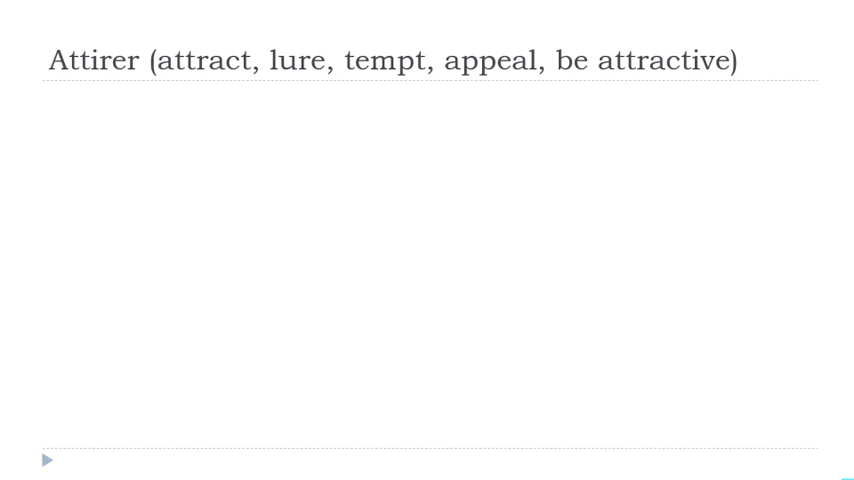 Attirer (attract, lure, tempt, appeal, be attractive)